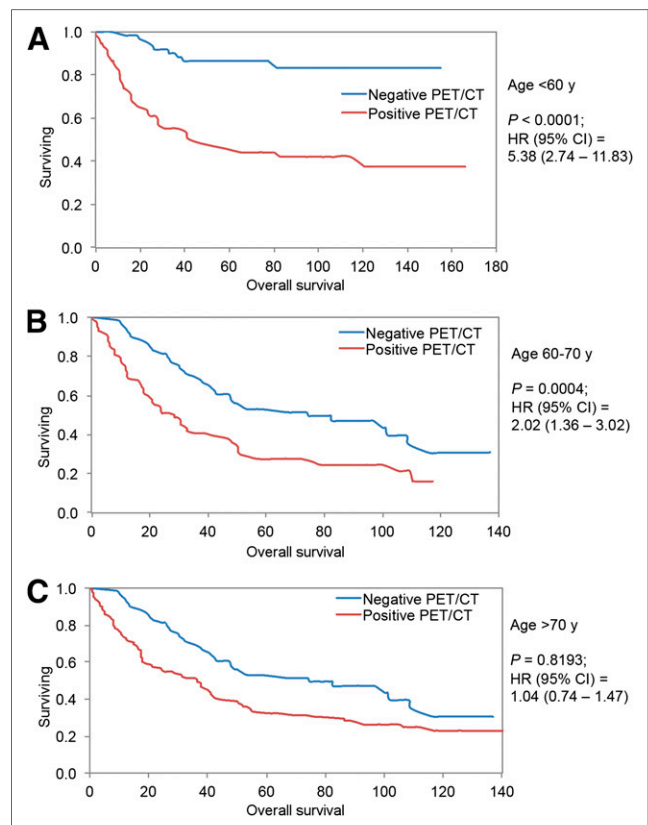 A
1.0
0.8
0.6
0.4
0.2
0.0
Surviving
Negative PET/CT
Positive PET/CT
0 20 40 60 80 100 120 140 160 180
Overall survival
Age <60 y
P < 0.0001;
HR (95% CI) =
5.38 (2.74 – 11.83)
B
1.0
0.8
0.6
0.4
0.2
0.0
Surviving
Negative PET/CT
Positive PET/CT
0 20 40 60 80 100 120 140
Overall survival
Age 60-70 y
P = 0.0004;
HR (95% CI) =
2.02 (1.36 – 3.02)
C
1.0
0.8
0.6
0.4
0.2
0.0
Surviving
Negative PET/CT
Positive PET/CT
0 20 40 60 80 100 120 140
Overall survival
Age >70 y
P = 0.8193;
HR (95% CI) =
1.04 (0.74 – 1.47)